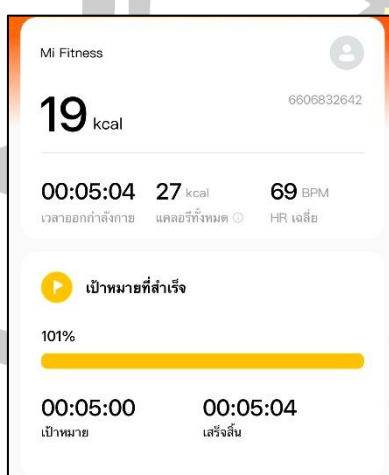 Mi Fitness
6606832642
19 kcal
00:05:04 27 kcal 69 BPM
เวลาออกกำลังกาย แคลอรีทั้งหมด HR เฉลี่ย
เป้าหมายที่สำเร็จ
101%
00:05:00 00:05:04
เป้าหมาย เสร็จสิ้น